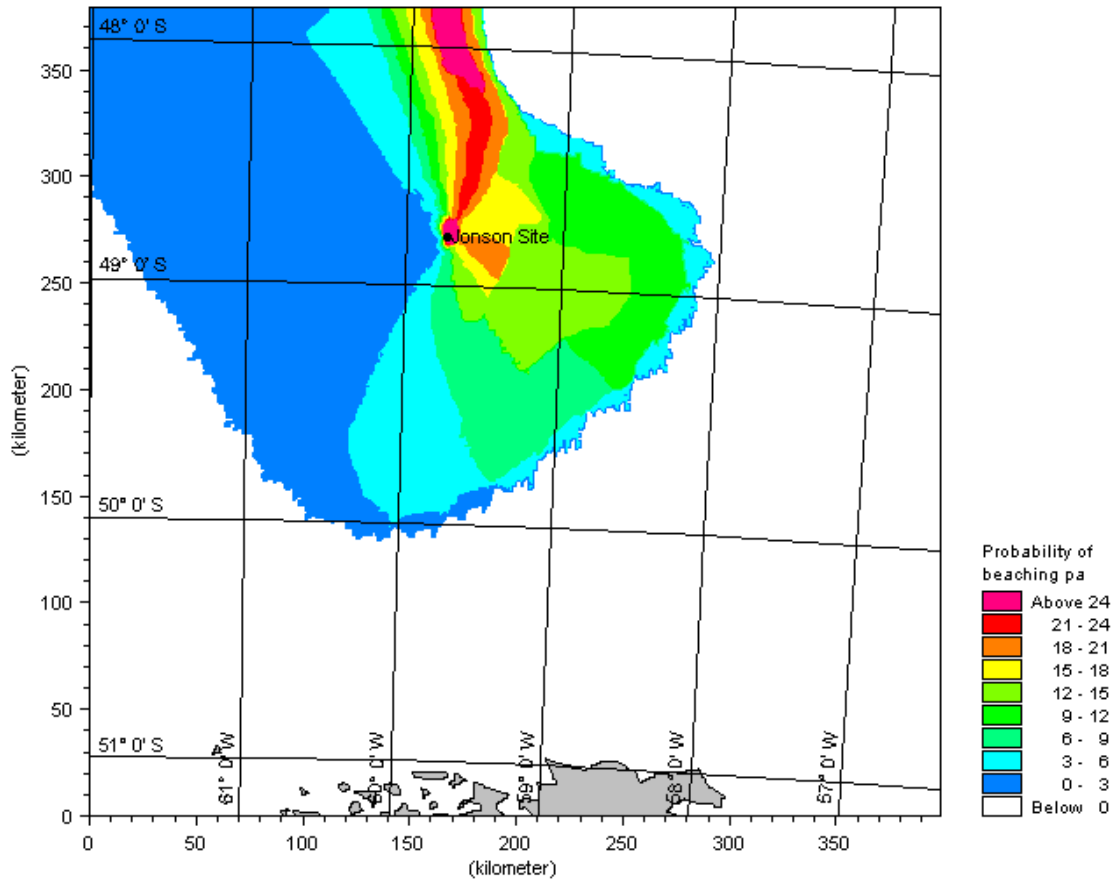 48° 0' S
350
300
Jonson Site
49° 0' S
250
200
150
50° 0' S
100
50
51° 0' S
0
(kilometer)
61° 0' W
60° 0' W
59° 0' W
58° 0' W
57° 0' W
0 50 100 150 200 250 300 350
(kilometer)
Probability of
beaching pa
Above 24
21 - 24
18 - 21
15 - 18
12 - 15
9 - 12
6 - 9
3 - 6
0 - 3
Below 0